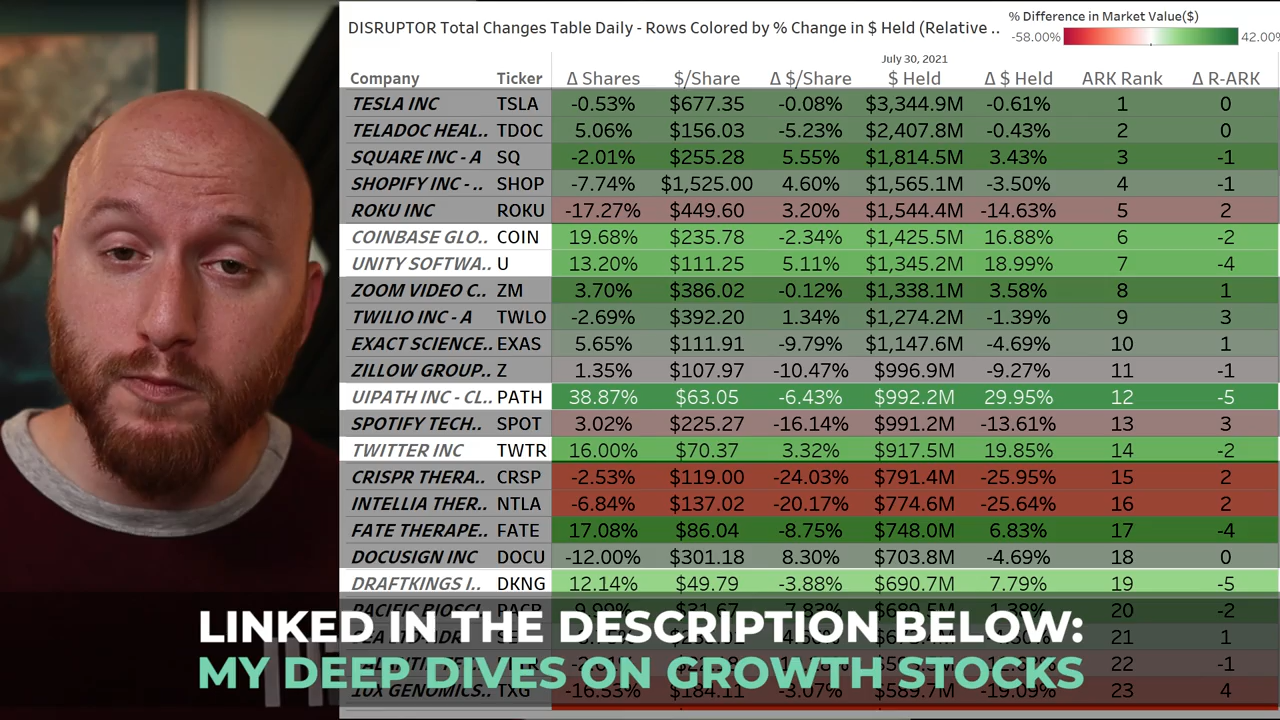 DISRUPTOR Total Changes Table Daily - Rows Colored by % Change in $ Held (Relative ..
% Difference in Market Value($)
-58.00% 42.00%
July 30, 2021
Company Ticker Δ Shares $/Share Δ $/Share $ Held Δ $ Held ARK Rank Δ R-ARK
TESLA INC TSLA -0.53% $677.35 -0.08% $3,344.9M -0.61% 1 0
TELADOC HEAL.. TDOC 5.06% $156.03 -5.23% $2,407.8M -0.43% 2 0
SQUARE INC - A SQ -2.01% $255.28 5.55% $1,814.5M 3.43% 3 -1
SHOPIFY INC - .. SHOP -7.74% $1,525.00 4.60% $1,565.1M -3.50% 4 -1
ROKU INC ROKU -17.27% $449.60 3.20% $1,544.4M -14.63% 5 2
COINBASE GLO.. COIN 19.68% $235.78 -2.34% $1,425.5M 16.88% 6 -2
UNITY SOFTWA.. U 13.20% $111.25 5.11% $1,345.2M 18.99% 7 -4
ZOOM VIDEO C.. ZM 3.70% $386.02 -0.12% $1,338.1M 3.58% 8 1
TWILIO INC - A TWLO -2.69% $392.20 1.34% $1,274.2M -1.39% 9 3
EXACT SCIENCE.. EXAS 5.65% $111.91 -9.79% $1,147.6M -4.69% 10 1
ZILLOW GROUP.. Z 1.35% $107.97 -10.47% $996.9M -9.27% 11 -1
UIPATH INC - CL.. PATH 38.87% $63.05 -6.43% $992.2M 29.95% 12 -5
SPOTIFY TECH.. SPOT 3.02% $225.27 -16.14% $991.2M -13.61% 13 3
TWITTER INC TWTR 16.00% $70.37 3.32% $917.5M 19.85% 14 -2
CRISPR THERA.. CRSP -2.53% $119.00 -24.03% $791.4M -25.95% 15 2
INTELLIA THER.. NTLA -6.84% $137.02 -20.17% $774.6M -25.64% 16 2
FATE THERAPE.. FATE 17.08% $86.04 -8.75% $748.0M 6.83% 17 -4
DOCUSIGN INC DOCU -12.00% $301.18 8.30% $703.8M -4.69% 18 0
DRAFTKINGS I.. DKNG 12.14% $49.79 -3.88% $690.7M 7.79% 19 -5
20 -2
LINKED IN THE DESCRIPTION BELOW:
21 1
22 -1
MY DEEP DIVES ON GROWTH STOCKS
10X GENOMICS.. TXG -16.53% $184.11 -3.07% $589.7M -19.09% 23 4